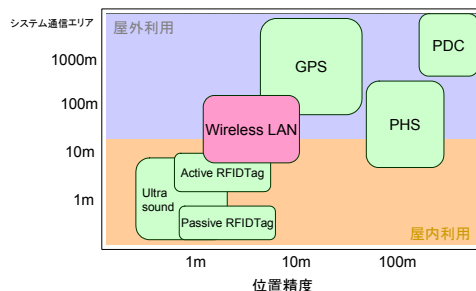 システム通信エリア
屋外利用
PDC
1000m
GPS
100m
Wireless LAN
PHS
10m
Active RFIDTag
Ultra
sound
1m
Passive RFIDTag
屋内利用
1m
10m
100m
位置精度